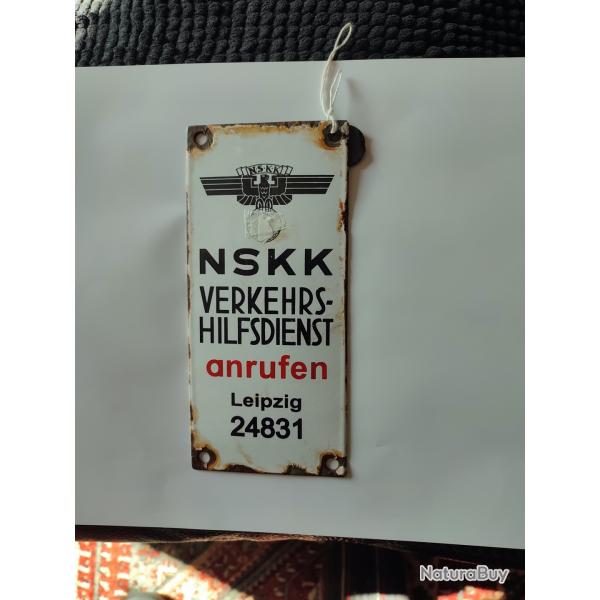 NSKK
NSKK
VERKEHRS-
HILFSDIENST
anrufen
Leipzig
24831
NaturaBuy